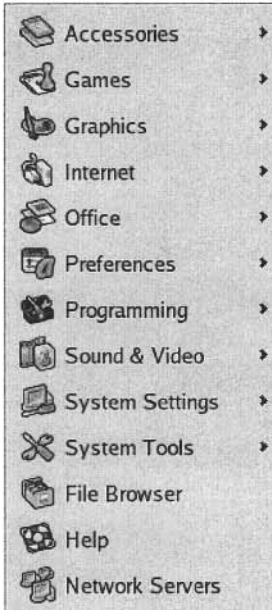 Accessories
Games
Graphics
Internet
Office
Preferences
Programming
Sound & Video
System Settings
System Tools
File Browser
Help
Network Servers